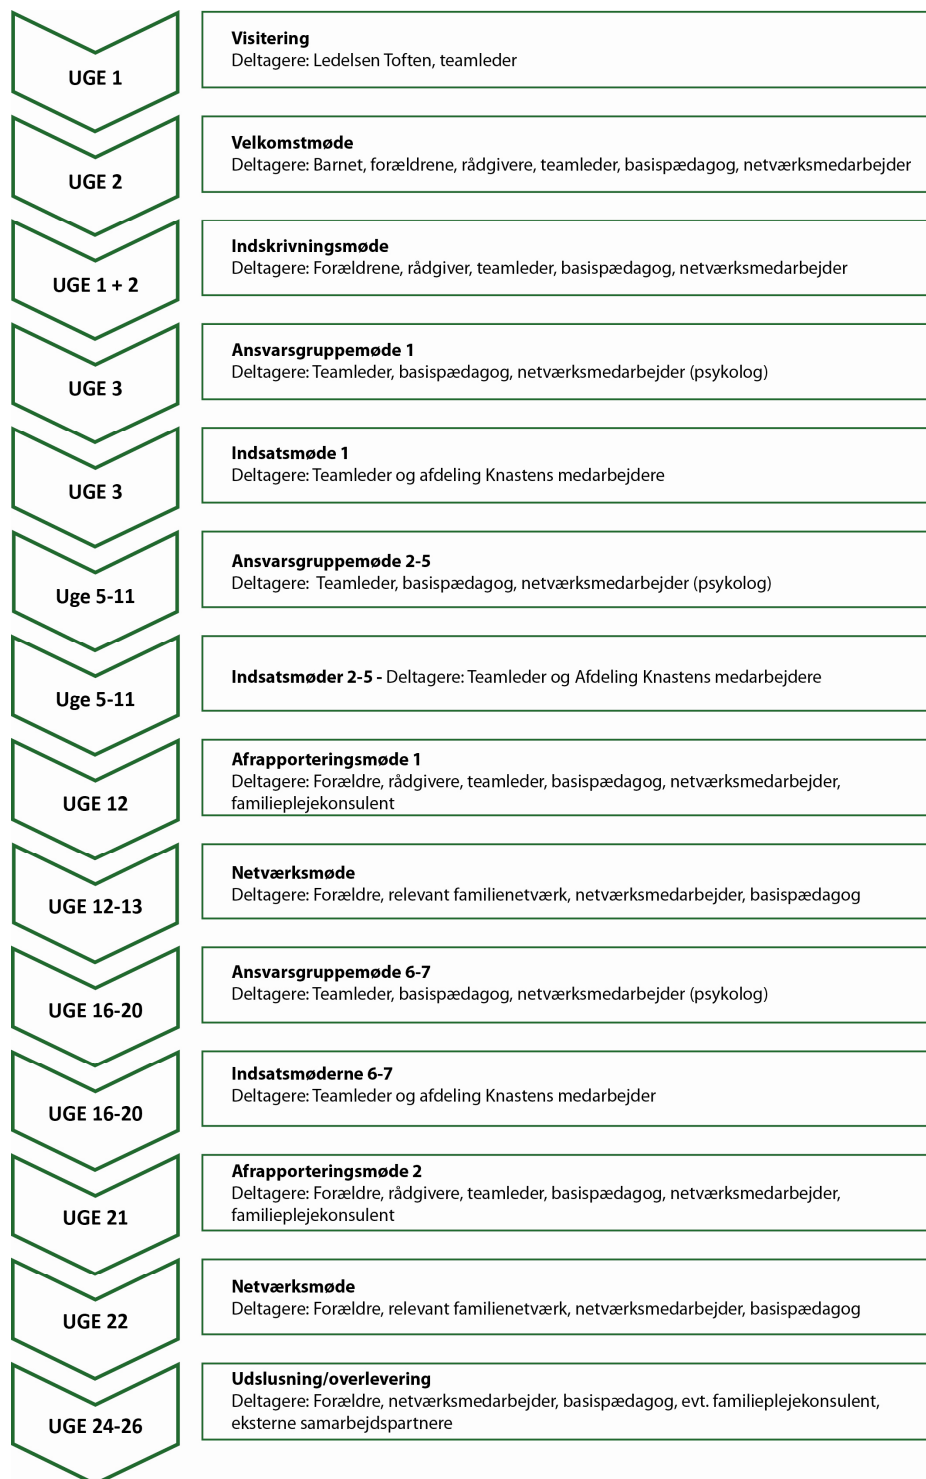 UGE 1
Visitering
Deltagere: Ledelsen Toften, teamleder
UGE 2
Velkomstmøde
Deltagere: Barnet, forældrene, rådgivere, teamleder, basispædagog, netværksmedarbejder
UGE 1 + 2
Indskrivningsmøde
Deltagere: Forældrene, rådgiver, teamleder, basispædagog, netværksmedarbejder
UGE 3
Ansvarsgruppemøde 1
Deltagere: Teamleder, basispædagog, netværksmedarbejder (psykolog)
UGE 3
Indsatsmøde 1
Deltagere: Teamleder og afdeling Knastens medarbejdere
Uge 5-11
Ansvarsgruppemøde 2-5
Deltagere: Teamleder, basispædagog, netværksmedarbejder (psykolog)
Uge 5-11
Indsatsmøder 2-5 - Deltagere: Teamleder og Afdeling Knastens medarbejdere
UGE 12
Afrapporteringsmøde 1
Deltagere: Forældre, rådgivere, teamleder, basispædagog, netværksmedarbejder,
familieplejekonsulent
UGE 12-13
Netværksmøde
Deltagere: Forældre, relevant familienetværk, netværksmedarbejder, basispædagog
UGE 16-20
Ansvarsgruppemøde 6-7
Deltagere: Teamleder, basispædagog, netværksmedarbejder (psykolog)
UGE 16-20
Indsatsmøderne 6-7
Deltagere: Teamleder og afdeling Knastens medarbejder
UGE 21
Afrapporteringsmøde 2
Deltagere: Forældre, rådgivere, teamleder, basispædagog, netværksmedarbejder,
familieplejekonsulent
UGE 22
Netværksmøde
Deltagere: Forældre, relevant familienetværk, netværksmedarbejder, basispædagog
UGE 24-26
Udslusning/overlevering
Deltagere: Forældre, netværksmedarbejder, basispædagog, evt. familieplejekonsulent,
eksterne samarbejdspartnere